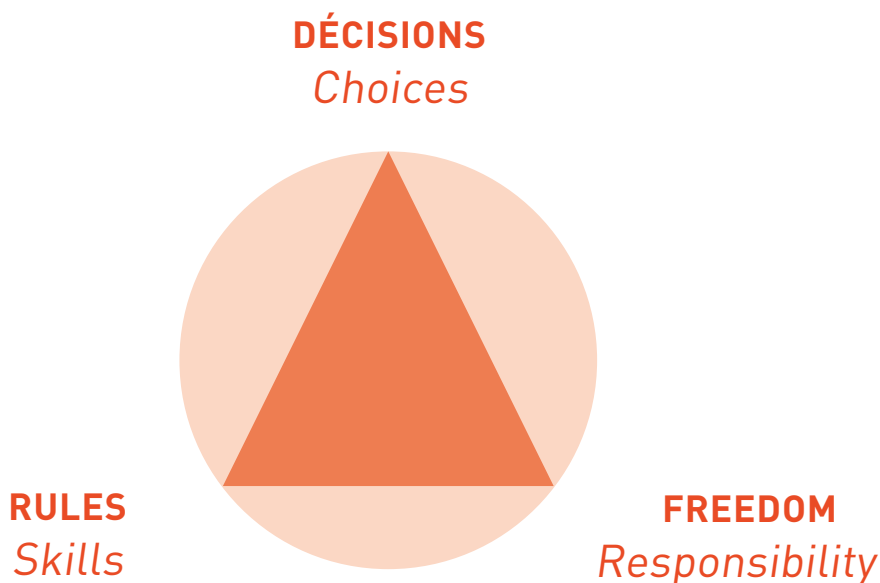 DÉCISIONS
Choices
RULES
Skills
FREEDOM
Responsibility